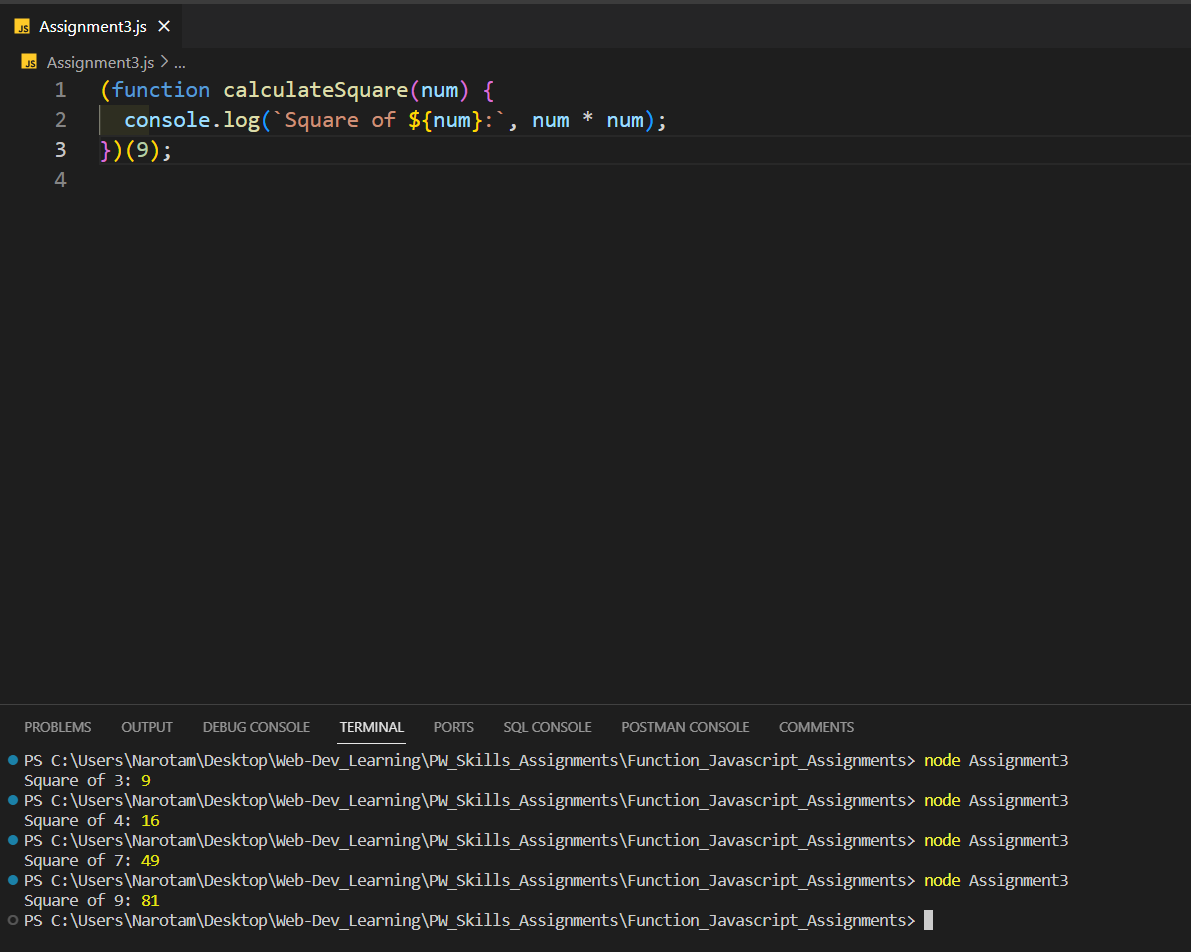 JS Assignment3.js ×
JS Assignment3.js > ...
1 (function calculateSquare(num) {
2   console.log(`Square of ${num}:`, num * num);
3 })(9);
4
PROBLEMS OUTPUT DEBUG CONSOLE TERMINAL PORTS SQL CONSOLE POSTMAN CONSOLE COMMENTS
PS C:\Users\Narotam\Desktop\Web-Dev_Learning\PW_Skills_Assignments\Function_Javascript_Assignments> node Assignment3
Square of 3: 9
PS C:\Users\Narotam\Desktop\Web-Dev_Learning\PW_Skills_Assignments\Function_Javascript_Assignments> node Assignment3
Square of 4: 16
PS C:\Users\Narotam\Desktop\Web-Dev_Learning\PW_Skills_Assignments\Function_Javascript_Assignments> node Assignment3
Square of 7: 49
PS C:\Users\Narotam\Desktop\Web-Dev_Learning\PW_Skills_Assignments\Function_Javascript_Assignments> node Assignment3
Square of 9: 81
PS C:\Users\Narotam\Desktop\Web-Dev_Learning\PW_Skills_Assignments\Function_Javascript_Assignments>